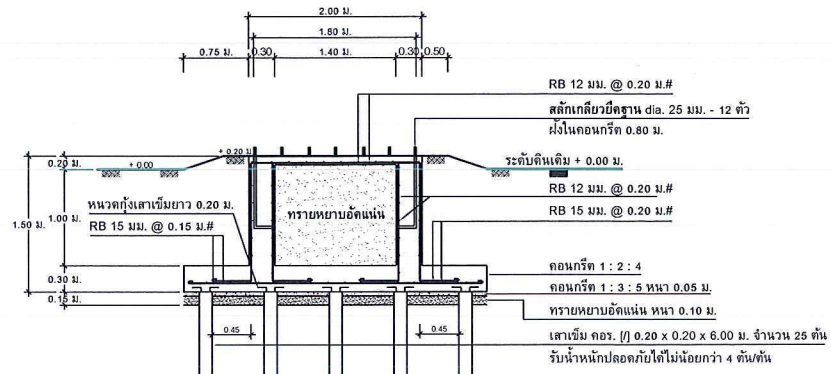 2.00 ม.
1.80 ม.
0.75 ม.
0.30
1.40 ม.
0.30
0.50
RB 12 มม. @ 0.20 ม.#
สลักเกลียวยึดฐาน dia. 25 มม. - 12 ตัว
ฝังในคอนกรีต 0.80 ม.
+ 0.20 ม.
0.20 ม.
+ 0.00
ระดับดินเดิม + 0.00 ม.
หนวดกุ้งเสาเข็มยาว 0.20 ม.
ทรายหยาบอัดแน่น
RB 12 มม. @ 0.20 ม.#
1.50 ม.
1.00 ม.
RB 15 มม. @ 0.15 ม.#
RB 15 มม. @ 0.20 ม.#
คอนกรีต 1 : 2 : 4
0.30 ม.
คอนกรีต 1 : 3 : 5 หนา 0.05 ม.
0.15 ม.
ทรายหยาบอัดแน่น หนา 0.10 ม.
0.45
0.45
เสาเข็ม คอร. [/] 0.20 x 0.20 x 6.00 ม. จำนวน 25 ต้น
รับน้ำหนักปลอดภัยได้ไม่น้อยกว่า 4 ตัน/ต้น